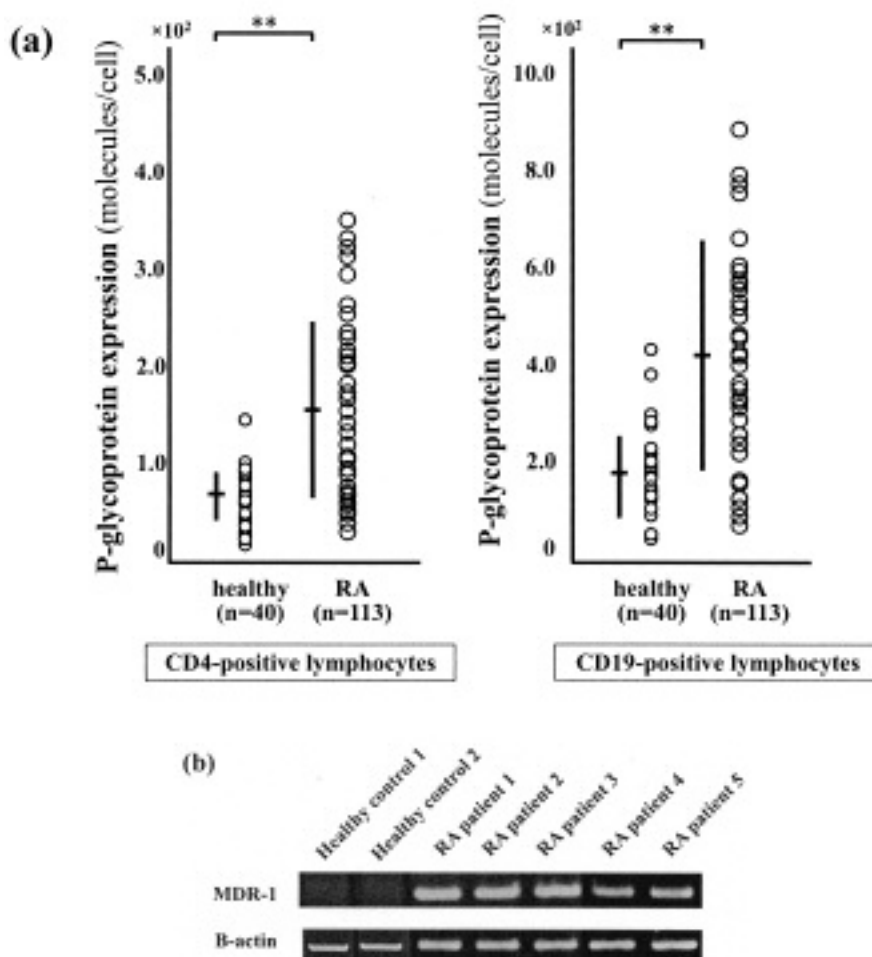 (a)
×10²
**
P-glycoprotein expression (molecules/cell)
5.0
4.0
3.0
2.0
1.0
0
healthy
(n=40)
RA
(n=113)
CD4-positive lymphocytes
×10²
**
P-glycoprotein expression (molecules/cell)
10.0
8.0
6.0
4.0
2.0
0
healthy
(n=40)
RA
(n=113)
CD19-positive lymphocytes
(b)
Healthy control 1
Healthy control 2
RA patient 1
RA patient 2
RA patient 3
RA patient 4
RA patient 5
MDR-1
B-actin